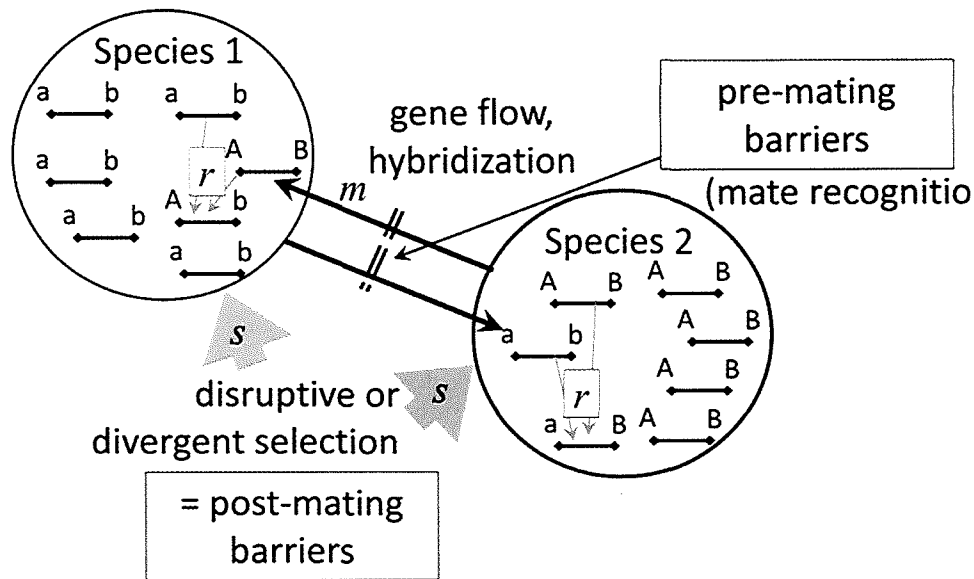 Species 1
a b
a b
a b
A B
r
A b
a b
a b
gene flow,
hybridization
m
pre-mating
barriers
(mate recognitio
Species 2
A B
A B
a b
A B
r
A B
a B
A B
s
s
disruptive or
divergent selection
= post-mating
barriers